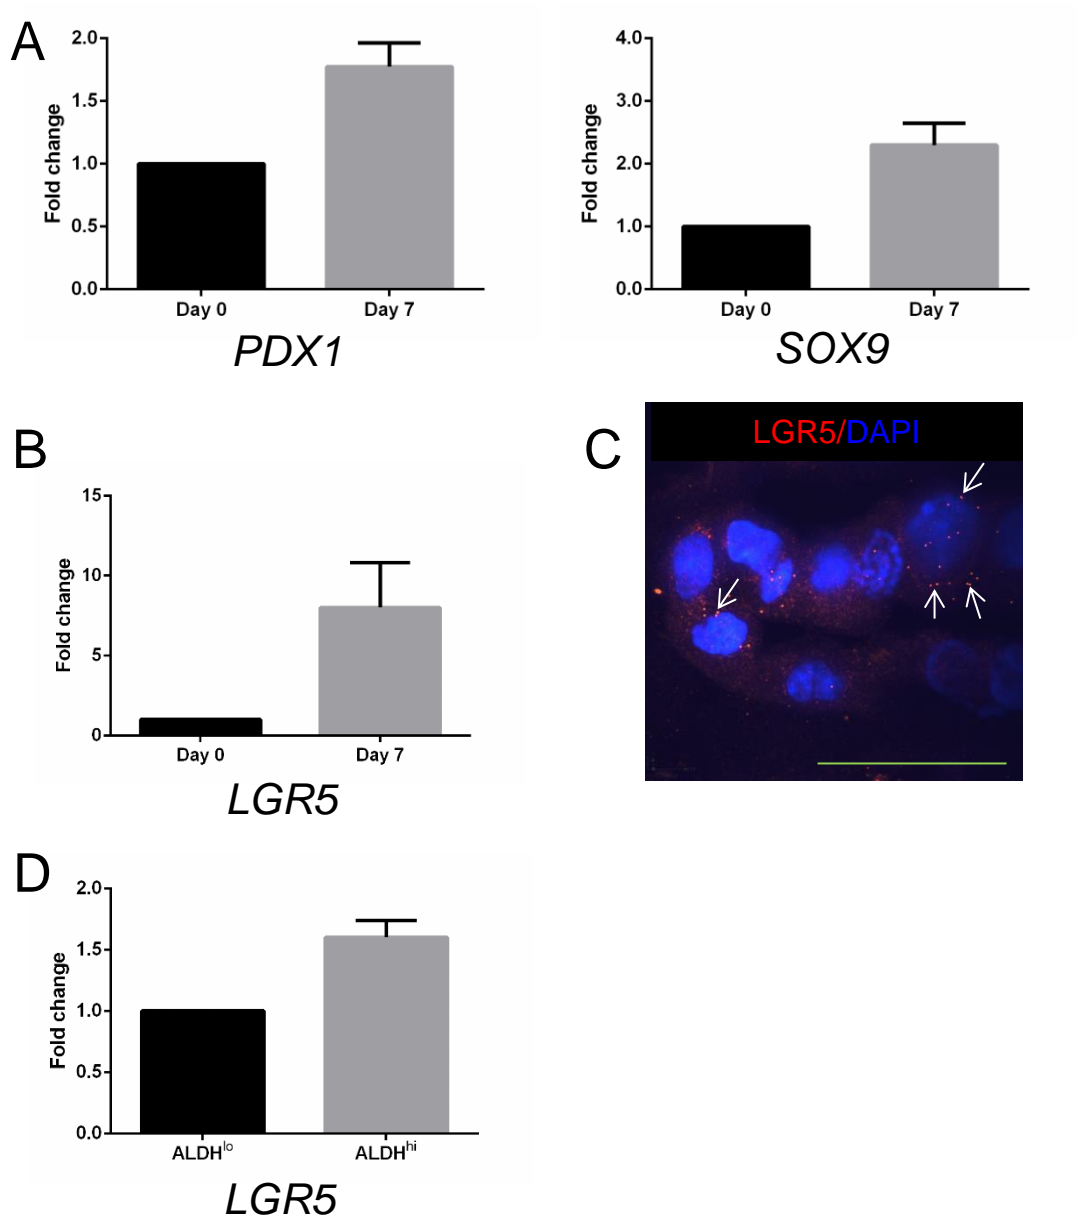 A
2.0
1.5
1.0
0.5
0.0
Fold change
Day 0
Day 7
PDX1
4.0
3.0
2.0
1.0
0.0
Fold change
Day 0
Day 7
SOX9
B
15
10
5
0
Fold change
Day 0
Day 7
LGR5
C
LGR5/DAPI
D
2.0
1.5
1.0
0.5
0.0
Fold change
ALDHlo
ALDHhi
LGR5